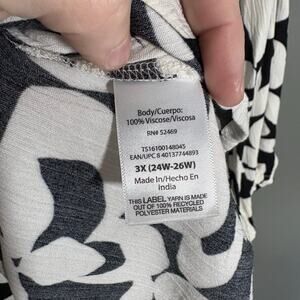 Body/Cuerpo:
100% Viscose/Viscosa
RN# 52469
TS16100148045
EAN/UPC 8 40137744893
3X (24W-26W)
Made In/Hecho En
India
THIS LABEL YARN IS MADE
OUT OF 100% RECYCLED
POLYESTER MATERIALS